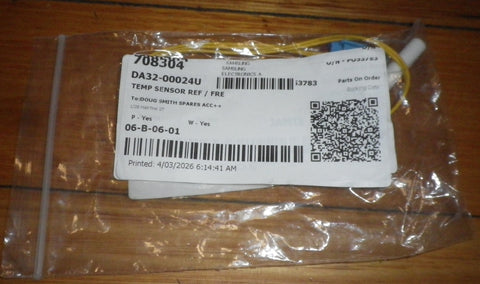 708304
SAMSUNG
SAMSUNG
ELECTRONICS A
DA32-00024U
TEMP SENSOR REF / FRE
Parts On Order
To:DOUG SMITH SPARES ACC++
P - Yes W - Yes
06-B-06-01
Printed: 4/03/2026 6:14:41 AM